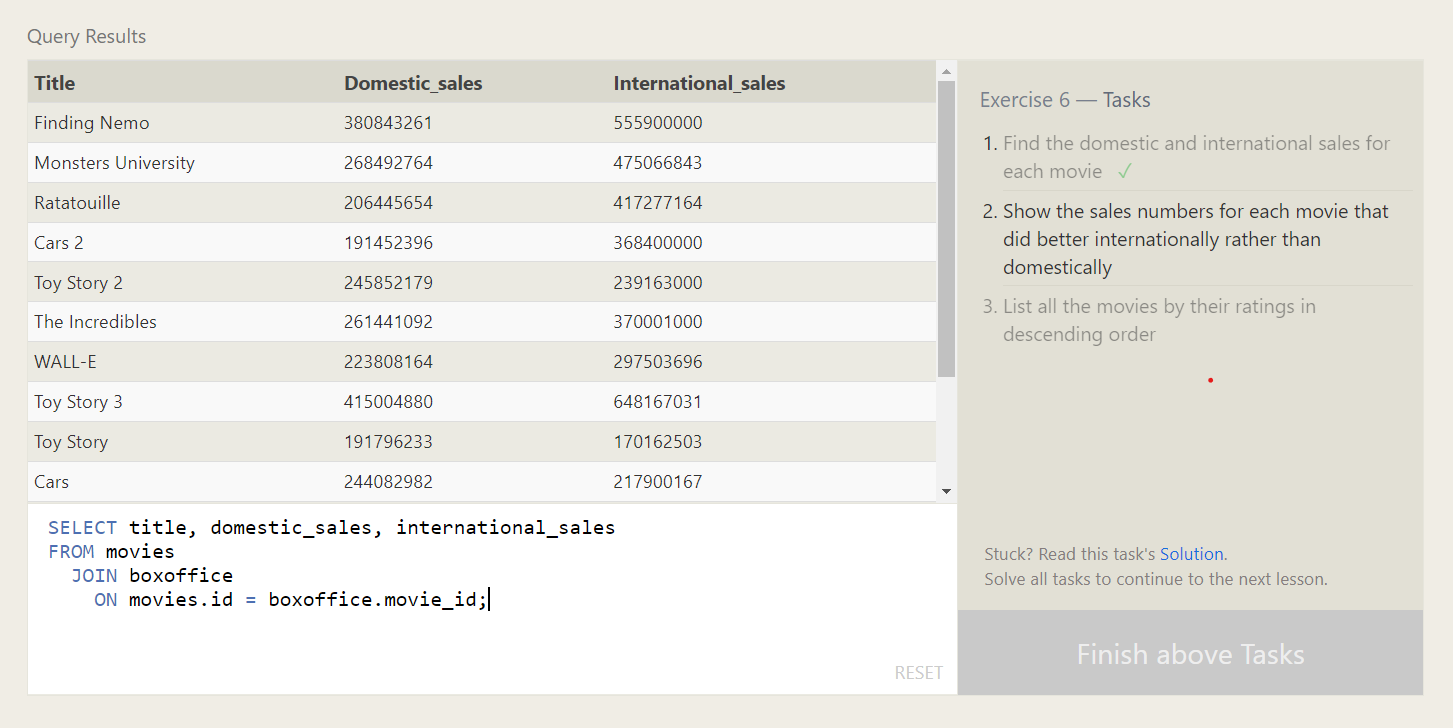 Query Results
Title Domestic_sales International_sales
Finding Nemo 380843261 555900000
Monsters University 268492764 475066843
Ratatouille 206445654 417277164
Cars 2 191452396 368400000
Toy Story 2 245852179 239163000
The Incredibles 261441092 370001000
WALL-E 223808164 297503696
Toy Story 3 415004880 648167031
Toy Story 191796233 170162503
Cars 244082982 217900167
SELECT title, domestic_sales, international_sales
FROM movies
  JOIN boxoffice
    ON movies.id = boxoffice.movie_id;
RESET
Exercise 6 — Tasks
1. Find the domestic and international sales for
each movie ✓
2. Show the sales numbers for each movie that
did better internationally rather than
domestically
3. List all the movies by their ratings in
descending order
Stuck? Read this task's Solution.
Solve all tasks to continue to the next lesson.
Finish above Tasks